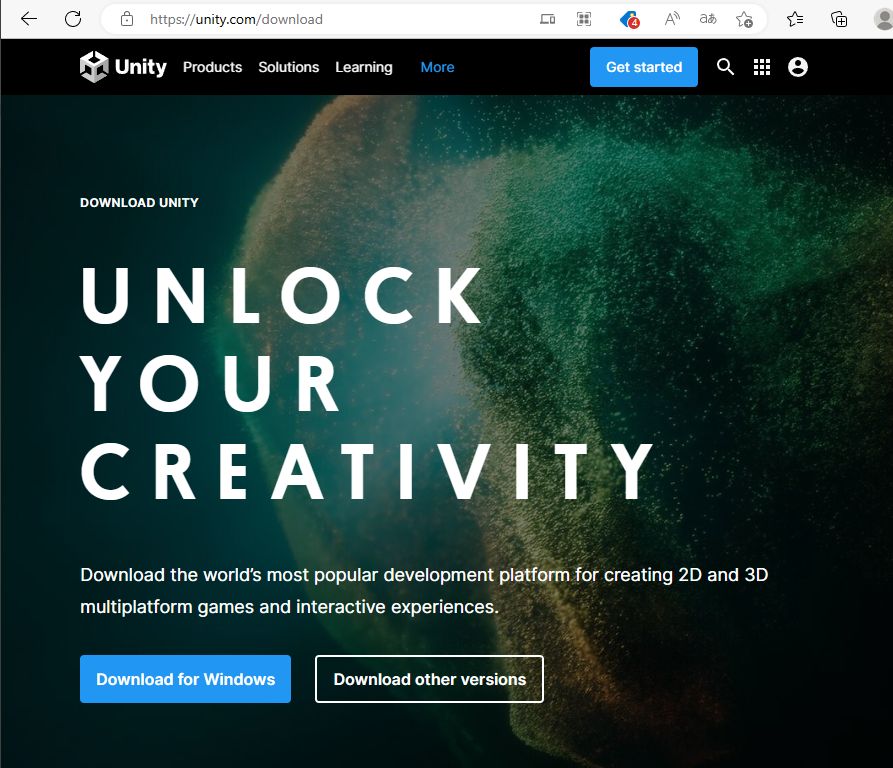 https://unity.com/download
aあ
4
Unity Products Solutions Learning More Get started
DOWNLOAD UNITY
UNLOCK
YOUR
CREATIVITY
Download the world’s most popular development platform for creating 2D and 3D
multiplatform games and interactive experiences.
Download for Windows Download other versions